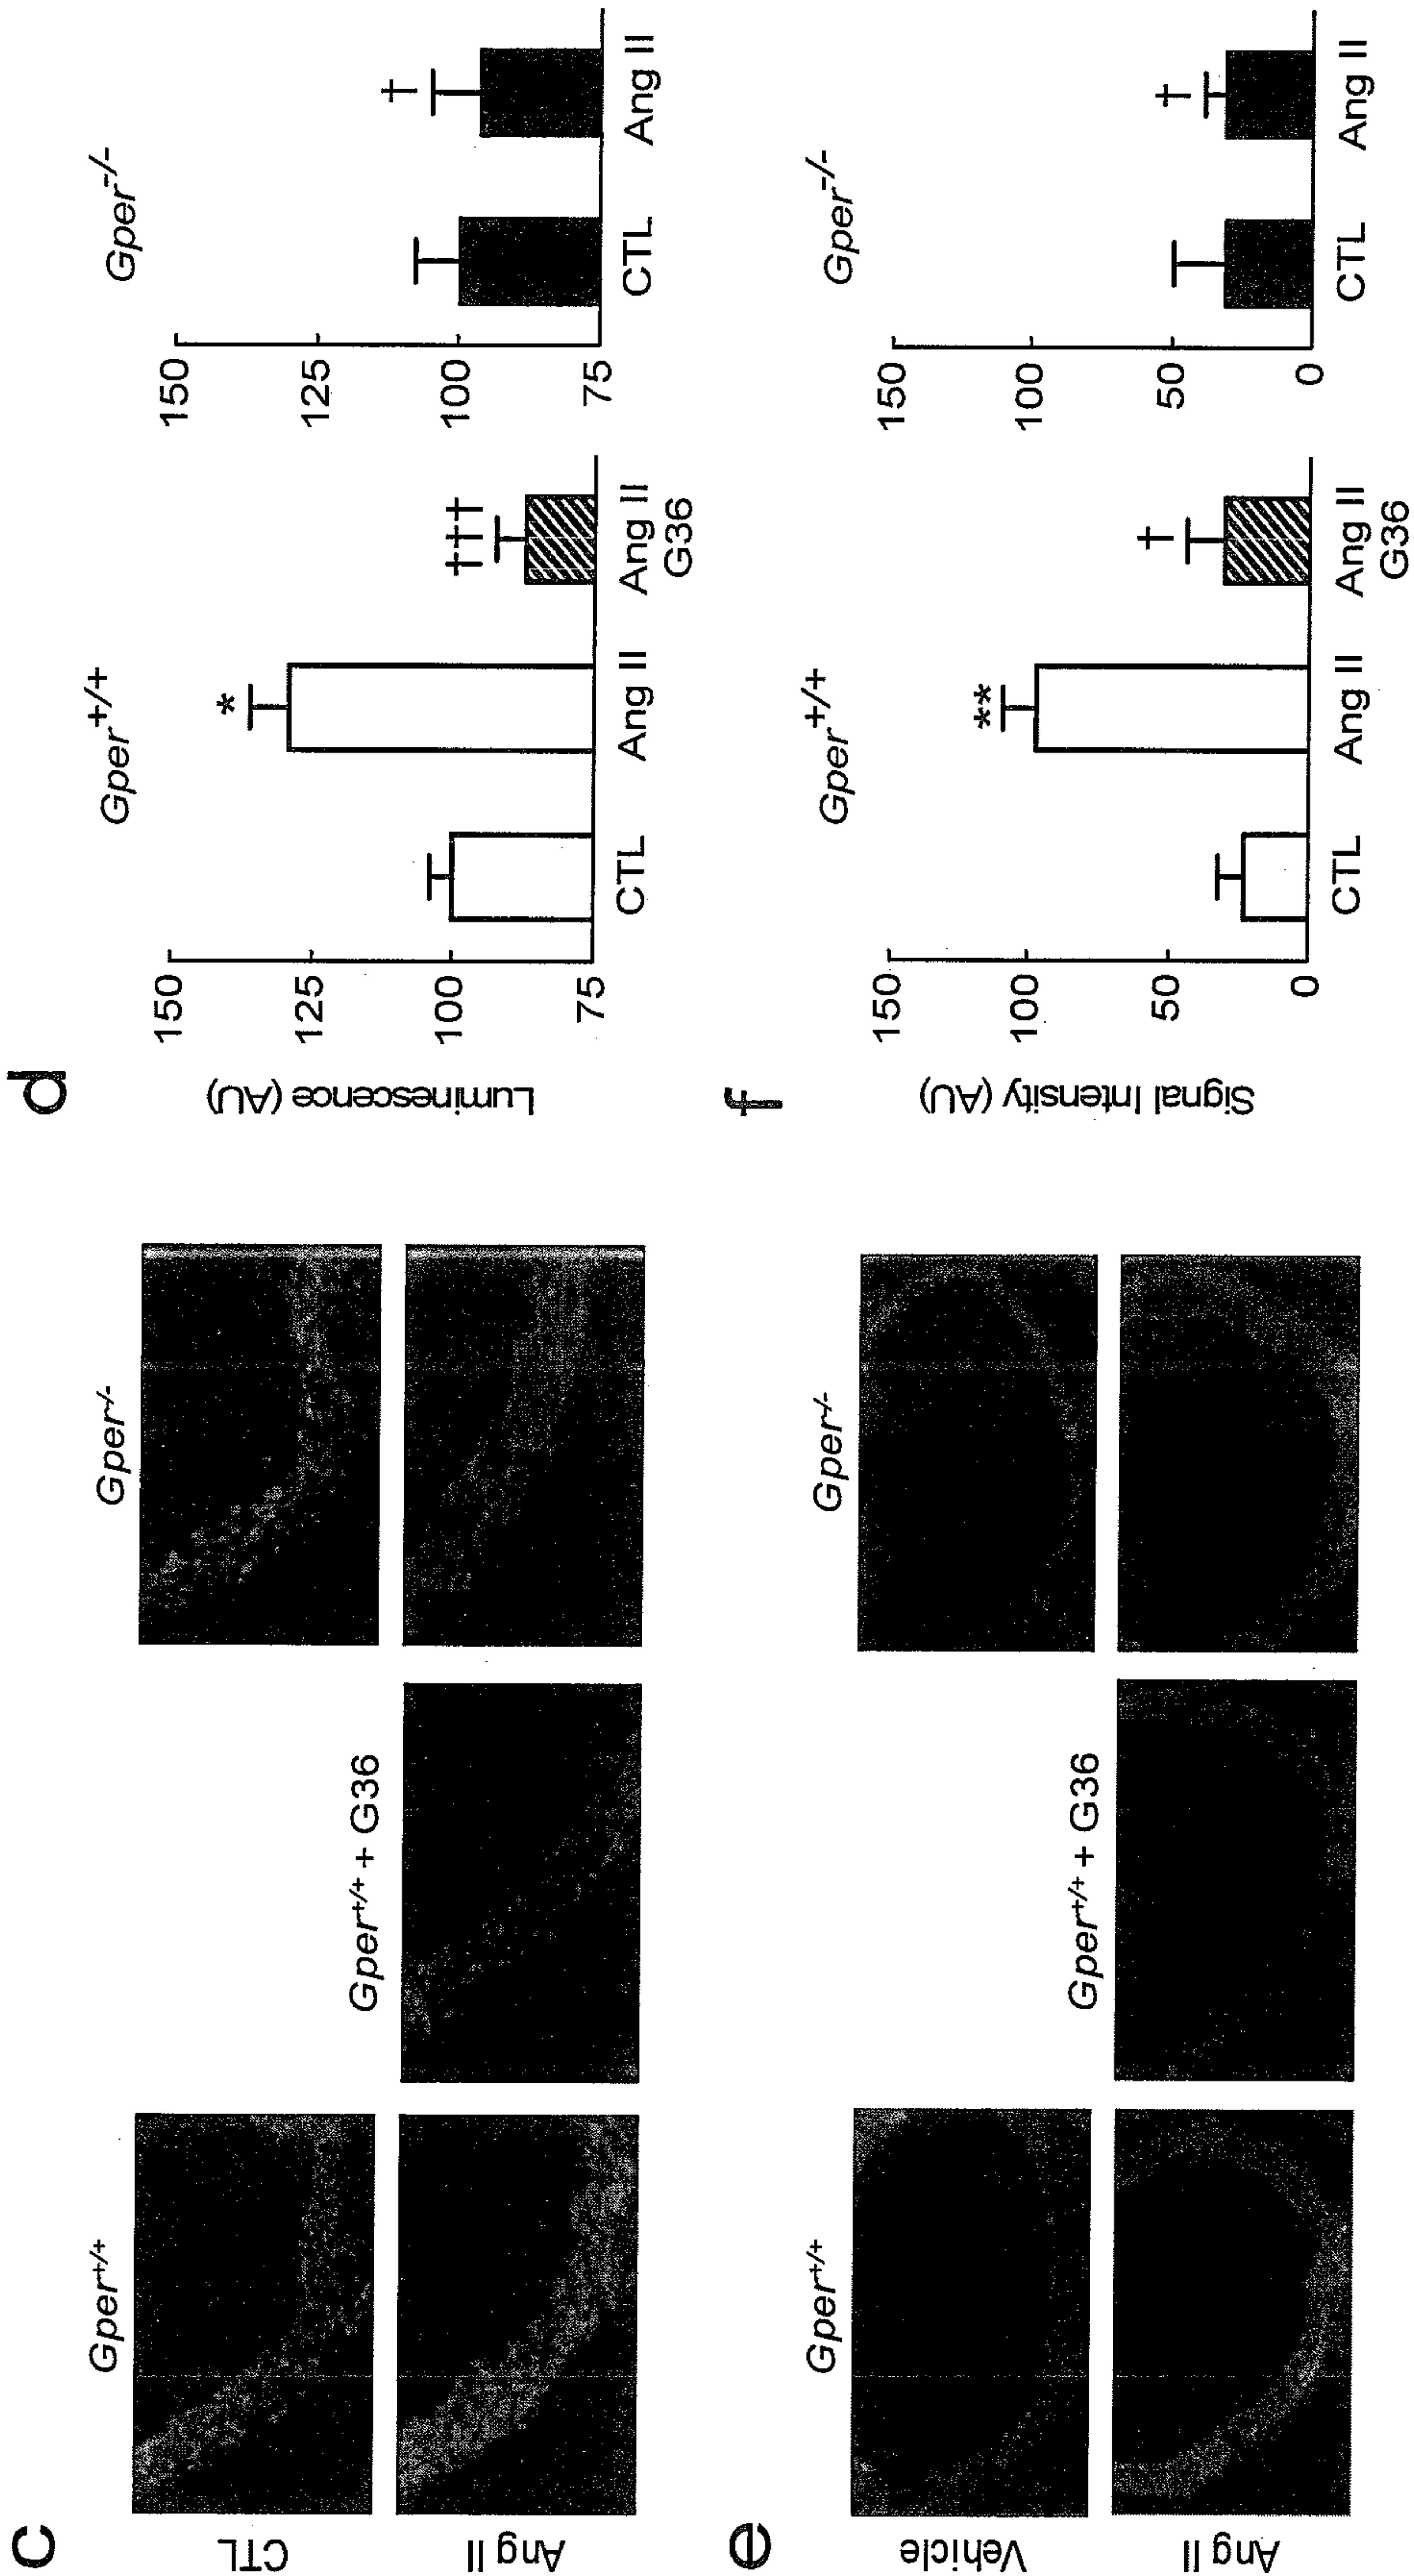 c
Gper+/+
Gper-/-
CTL
Gper+/+ + G36
Ang II
d
Gper+/+
Gper-/-
Luminescence (AU)
150
125
100
75
CTL
Ang II
Ang II
G36
*
†††
150
125
100
75
CTL
Ang II
†
e
Gper+/+
Gper-/-
Vehicle
Gper+/+ + G36
Ang II
f
Gper+/+
Gper-/-
Signal Intensity (AU)
150
100
50
0
CTL
Ang II
Ang II
G36
**
†
150
100
50
0
CTL
Ang II
†